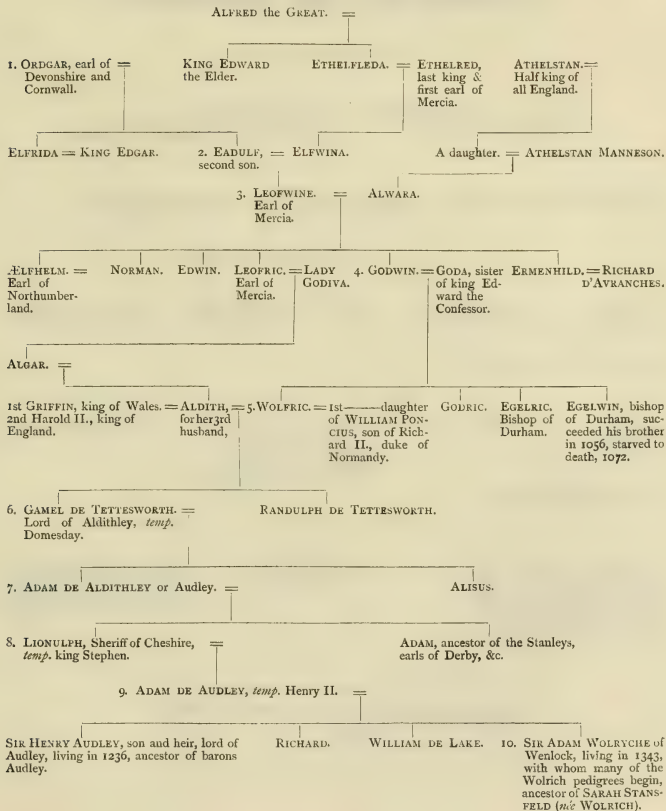 ALFRED the GREAT. =
1. ORDGAR, earl of =
Devonshire and
Cornwall.
KING EDWARD
the Elder.
ETHELFLEDA. =
ETHELRED,
last king &
first earl of
Mercia.
ATHELSTAN.=
Half king of
all England.
ELFRIDA = KING EDGAR.
2. EADULF, = ELFWINA.
second son.
A daughter. = ATHELSTAN MANNESON.
3. LEOFWINE. =
Earl of
Mercia.
ALWARA.
ÆLFHELM. =
Earl of
Northumber-
land.
NORMAN.
EDWIN.
LEOFRIC. = LADY
Earl of
Mercia.
GODIVA.
4. GODWIN. = GODA, sister
of king Ed-
ward the
Confessor.
ERMENHILD. = RICHARD
D'AVRANCHES.
ALGAR. =
1st GRIFFIN, king of Wales. = ALDITH, = 5. WOLFRIC. = 1st——daughter
2nd Harold II., king of
England.
for her 3rd
husband,
of WILLIAM PON-
CIUS, son of Rich-
ard II., duke of
Normandy.
GODRIC.
EGELRIC.
Bishop of
Durham.
EGELWIN, bishop
of Durham, suc-
ceeded his brother
in 1056, starved to
death, 1072.
6. GAMEL DE TETTESWORTH. =
Lord of Aldithley, temp.
Domesday.
RANDULPH DE TETTESWORTH.
7. ADAM DE ALDITHLEY or Audley. =
ALISUS.
8. LIONULPH, Sheriff of Cheshire, =
temp. king Stephen.
ADAM, ancestor of the Stanleys,
earls of Derby, &c.
9. ADAM DE AUDLEY, temp. Henry II. =
SIR HENRY AUDLEY, son and heir, lord of
Audley, living in 1236, ancestor of barons
Audley.
RICHARD.
WILLIAM DE LAKE.
10. SIR ADAM WOLRYCHE of
Wenlock, living in 1343,
with whom many of the
Wolrich pedigrees begin,
ancestor of SARAH STANS-
FELD (née WOLRICH).